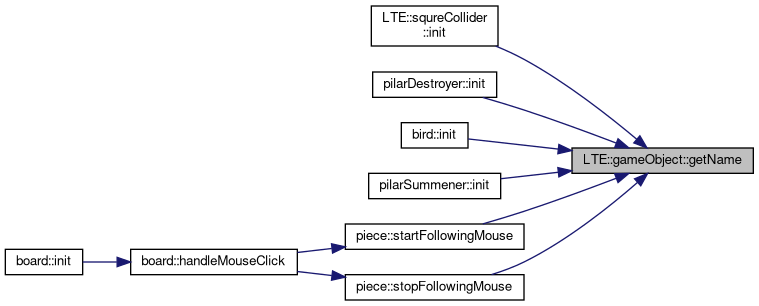 LTE::squreCollider
::init
pilarDestroyer::init
bird::init
LTE::gameObject::getName
pilarSummener::init
piece::startFollowingMouse
board::init
board::handleMouseClick
piece::stopFollowingMouse